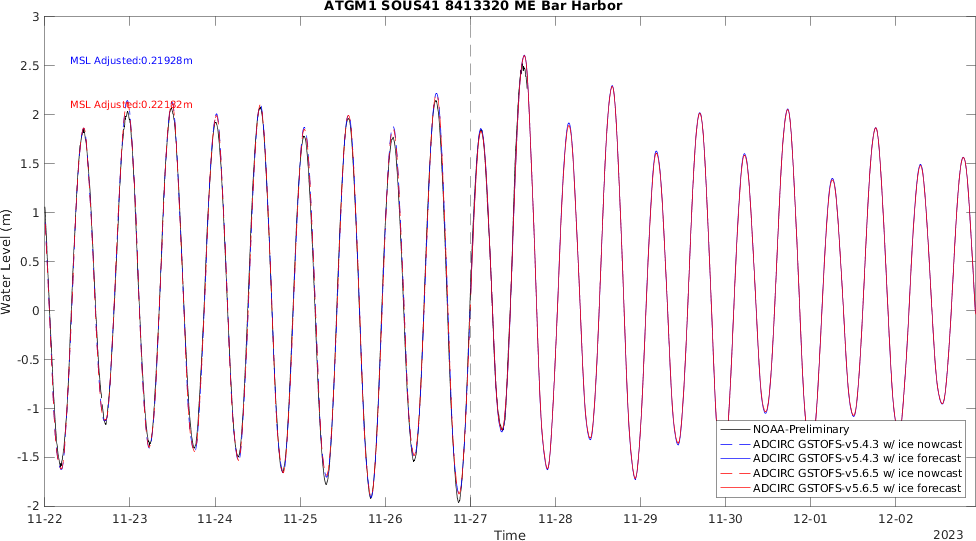 ATGM1 SOUS41 8413320 ME Bar Harbor
3
2.5
2
1.5
1
0.5
0
-0.5
-1
-1.5
-2
Water Level (m)
MSL Adjusted:0.21928m
MSL Adjusted:0.22192m
NOAA-Preliminary
ADCIRC GSTOFS-v5.4.3 w/ ice nowcast
ADCIRC GSTOFS-v5.4.3 w/ ice forecast
ADCIRC GSTOFS-v5.6.5 w/ ice nowcast
ADCIRC GSTOFS-v5.6.5 w/ ice forecast
11-22 11-23 11-24 11-25 11-26 11-27 11-28 11-29 11-30 12-01 12-02
Time
2023